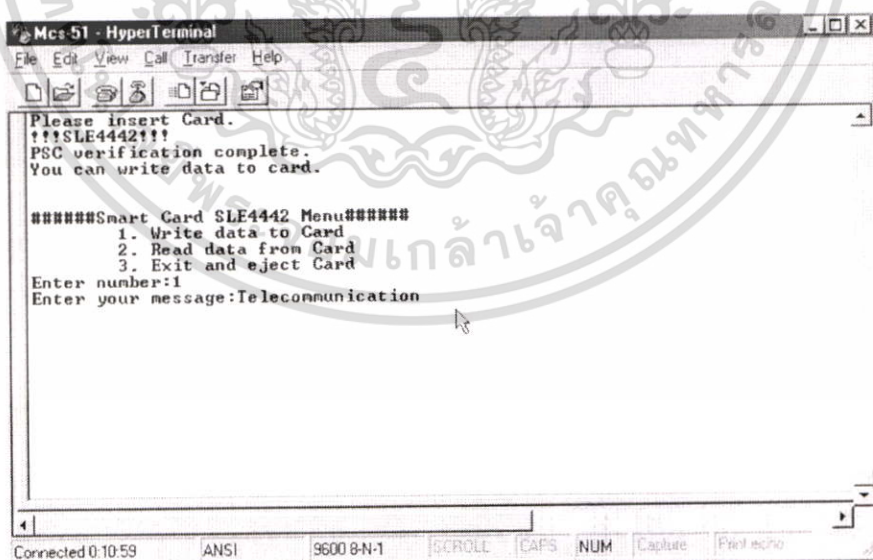 Mcs-51 - HyperTerminal
File Edit View Call Transfer Help
Please insert Card.
!!!SLE4442!!!
PSC verification complete.
You can write data to card.
######Smart Card SLE4442 Menu######
1. Write data to Card
2. Read data from Card
3. Exit and eject Card
Enter number:1
Enter your message:Telecommunication
Connected 0:10:59 ANSI 9600 8-N-1 SCROLL CAPS NUM Capture Print echo